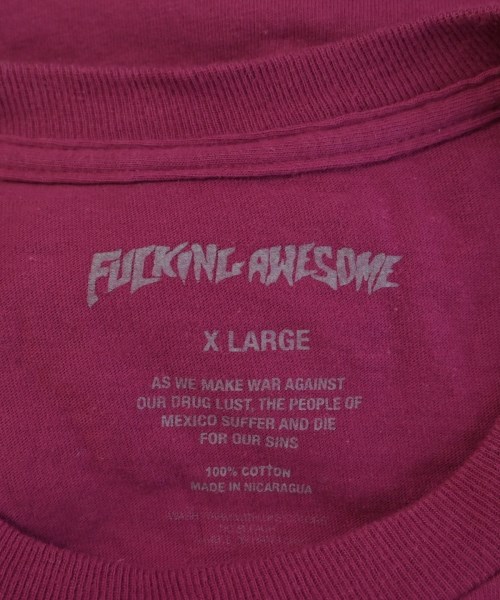 FUCKING AWESOME
X LARGE
AS WE MAKE WAR AGAINST
OUR DRUG LUST, THE PEOPLE OF
MEXICO SUFFER AND DIE
FOR OUR SINS
100% COTTON
MADE IN NICARAGUA